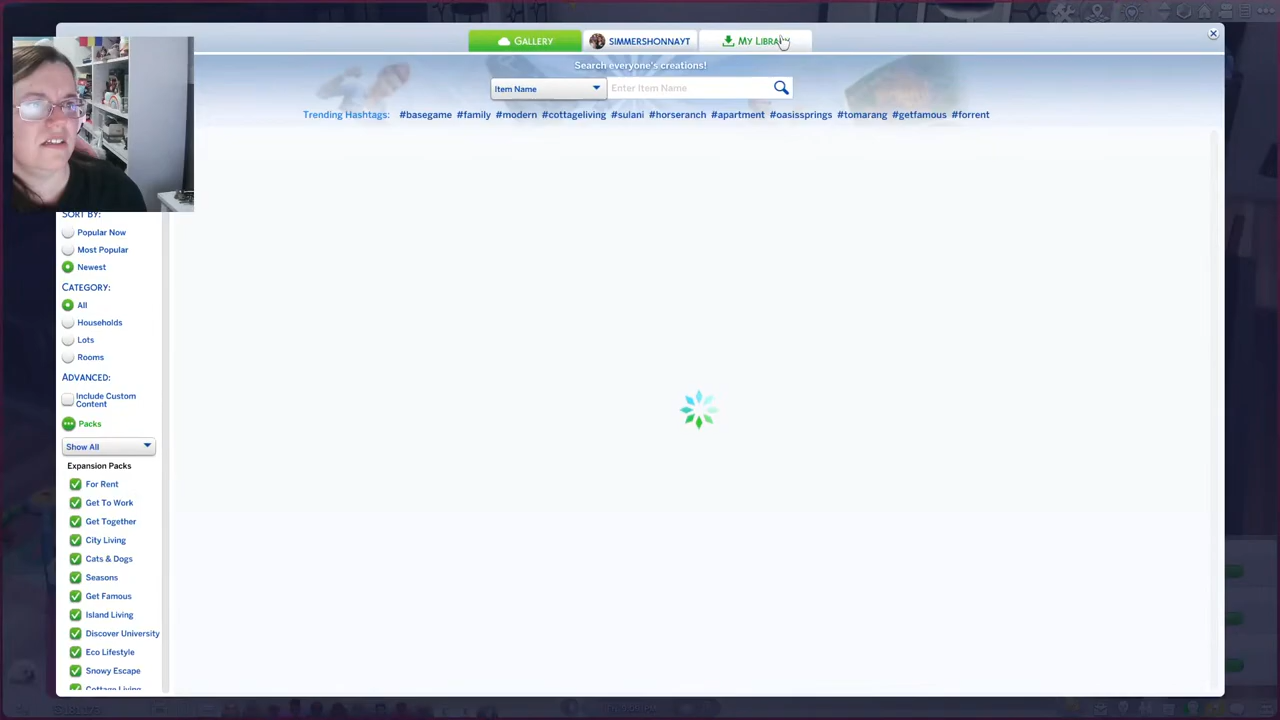 GALLERY
SIMMERSHONNAYT
MY LIBRARY
Search everyone's creations!
Item Name
Enter Item Name
Trending Hashtags: #basegame #family #modern #cottageliving #sulani #horseranch #apartment #oasissprings #tomarang #getfamous #forrent
SORT BY:
Popular Now
Most Popular
Newest
CATEGORY:
All
Households
Lots
Rooms
ADVANCED:
Include Custom
Content
Packs
Show All
Expansion Packs
For Rent
Get To Work
Get Together
City Living
Cats & Dogs
Seasons
Get Famous
Island Living
Discover University
Eco Lifestyle
Snowy Escape
Cottage Living